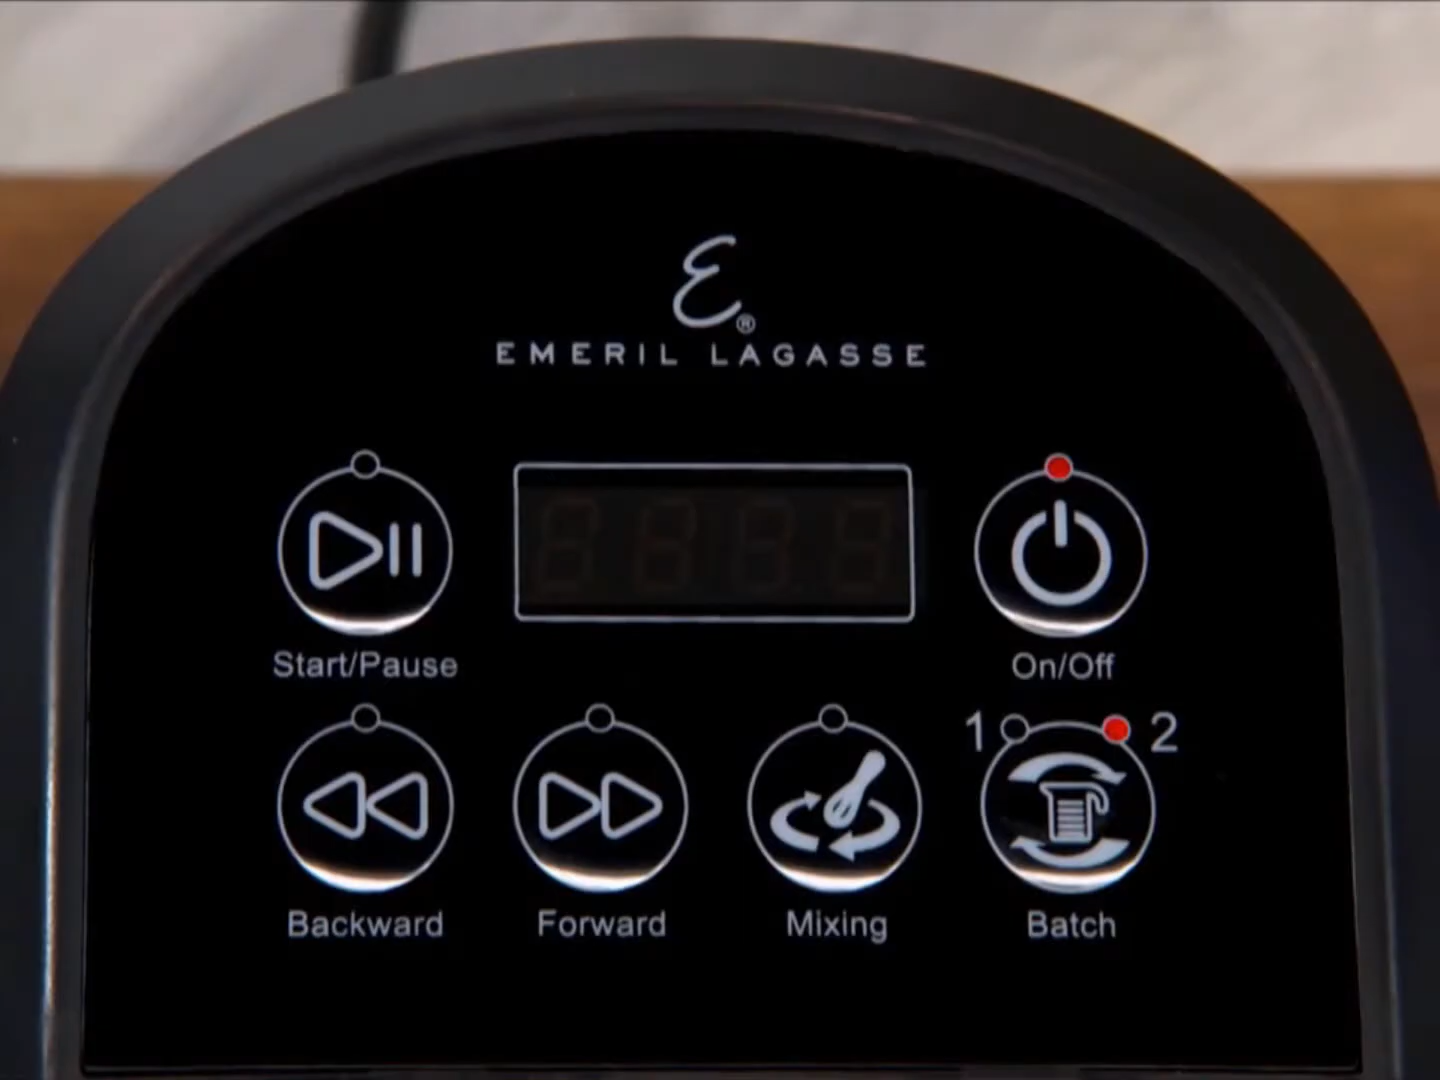 E®
EMERIL LAGASSE
Start/Pause
On/Off
1 2
Backward
Forward
Mixing
Batch